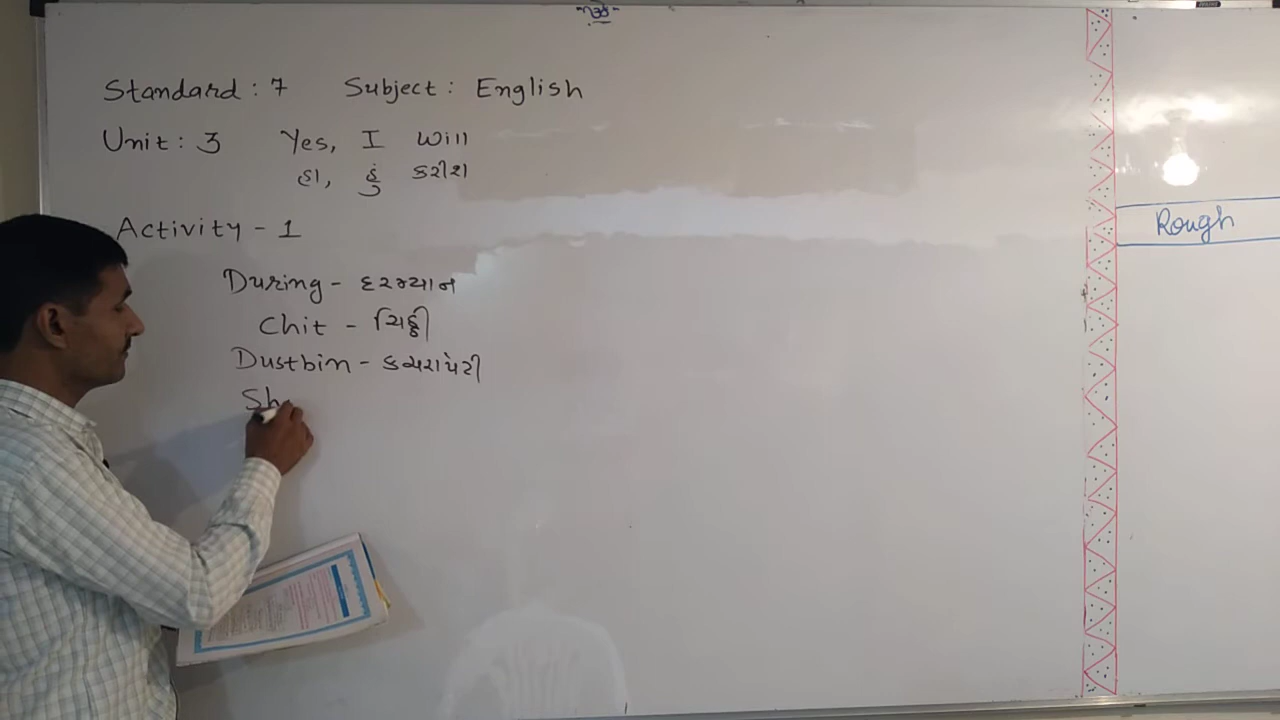 Standard : 7 Subject : English
Unit : 3 Yes, I will
હા, હું કરીશ
Rough
Activity - 1
During - દરમ્યાન
Chit - ચિઠ્ઠી
Dustbin - કચરાપેટી
Sh